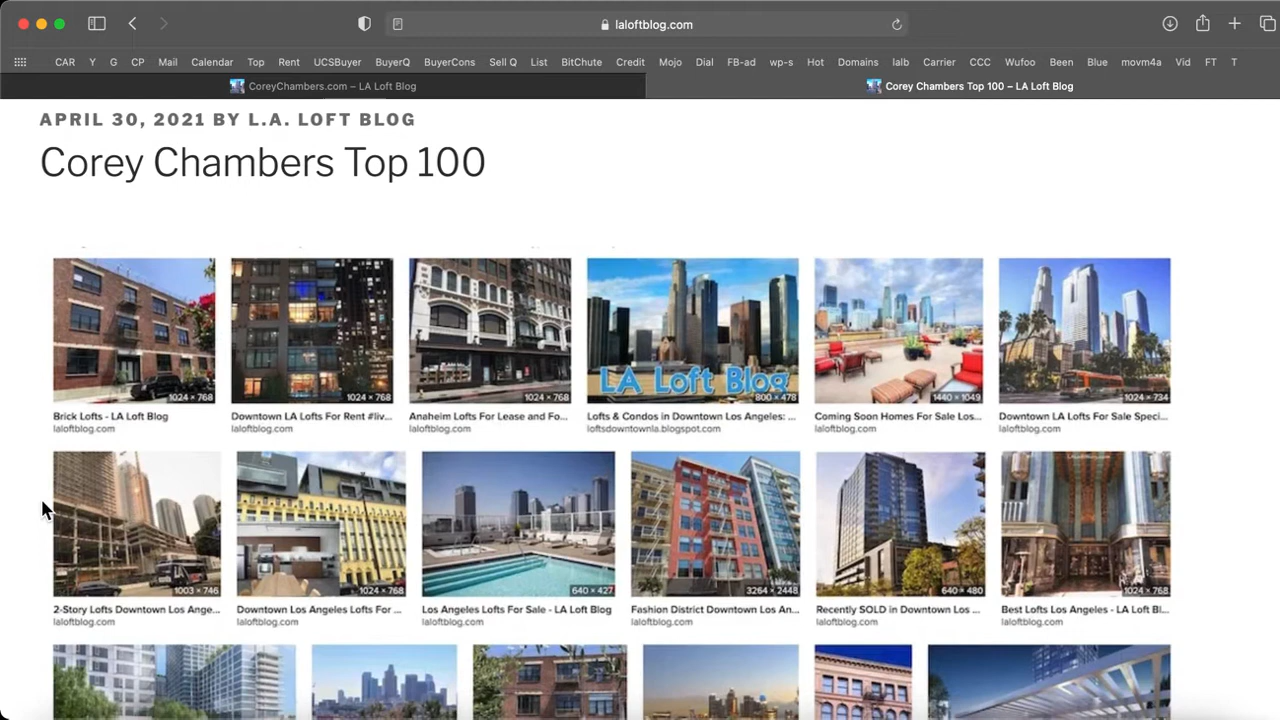 laloftblog.com
CAR Y G CP Mail Calendar Top Rent UCSBuyer BuyerQ BuyerCons Sell Q List BitChute Credit Mojo Dial FB-ad wp-s Hot Domains lalb Carrier CCC Wufoo Been Blue movm4a Vid FT T
CoreyChambers.com – LA Loft Blog
Corey Chambers Top 100 – LA Loft Blog
APRIL 30, 2021 BY L.A. LOFT BLOG
Corey Chambers Top 100
1024 × 768
1024 × 768
1024 × 768
LA Loft Blog
800 × 478
1440 × 1049
1024 × 734
Brick Lofts - LA Loft Blog
laloftblog.com
Downtown LA Lofts For Rent #liv...
laloftblog.com
Anaheim Lofts For Lease and Fo...
laloftblog.com
Lofts & Condos in Downtown Los Angeles: ...
loftsdowntownla.blogspot.com
Coming Soon Homes For Sale Los...
laloftblog.com
Downtown LA Lofts For Sale Speci...
laloftblog.com
1003 × 746
1024 × 768
640 × 427
3264 × 2448
640 × 480
1024 × 768
2-Story Lofts Downtown Los Ange...
laloftblog.com
Downtown Los Angeles Lofts For ...
laloftblog.com
Los Angeles Lofts For Sale - LA Loft Blog
laloftblog.com
Fashion District Downtown Los An...
laloftblog.com
Recently SOLD in Downtown Los ...
laloftblog.com
Best Lofts Los Angeles - LA Loft Bl...
laloftblog.com